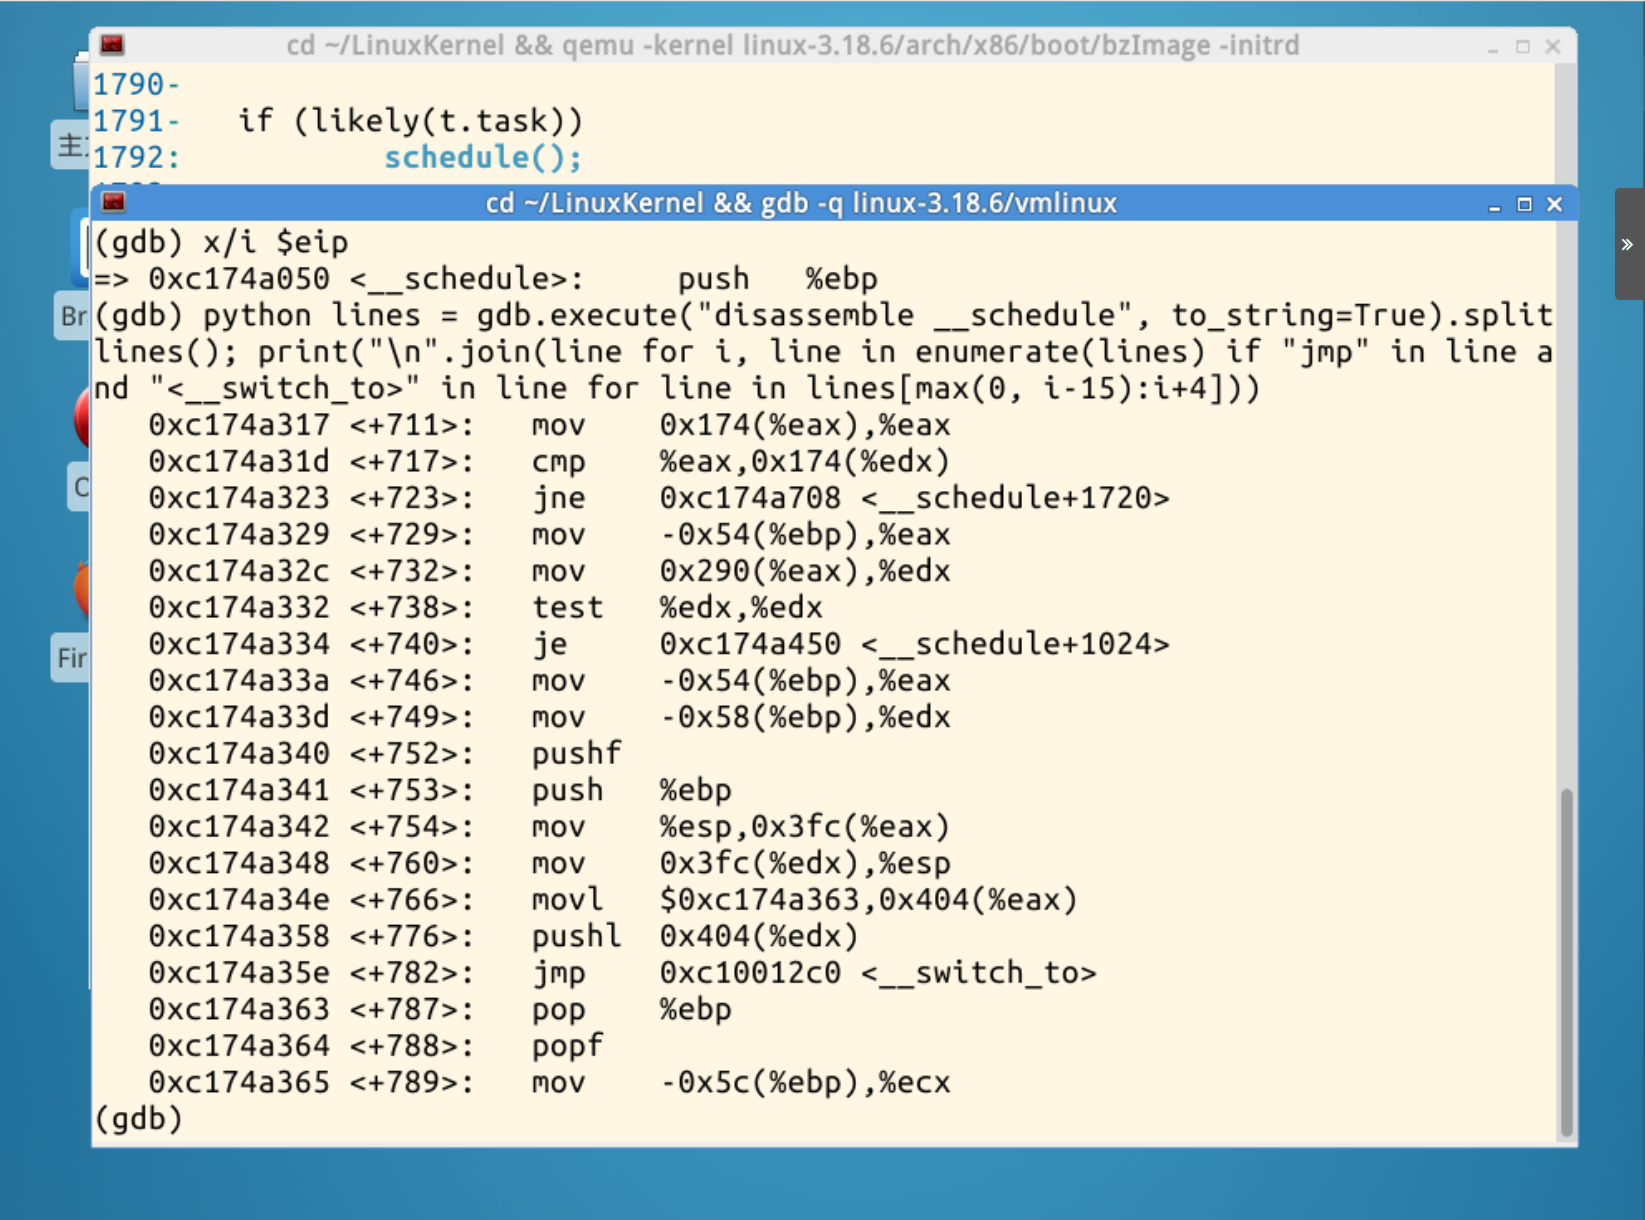 cd ~/LinuxKernel && qemu -kernel linux-3.18.6/arch/x86/boot/bzImage -initrd
1790-
1791-   if (likely(t.task))
1792:           schedule();
主
Br
Fir
cd ~/LinuxKernel && gdb -q linux-3.18.6/vmlinux
(gdb) x/i $eip
=> 0xc174a050 <__schedule>:     push   %ebp
(gdb) python lines = gdb.execute("disassemble __schedule", to_string=True).split
lines(); print("\n".join(line for i, line in enumerate(lines) if "jmp" in line a
nd "<__switch_to>" in line for line in lines[max(0, i-15):i+4]))
   0xc174a317 <+711>:   mov    0x174(%eax),%eax
   0xc174a31d <+717>:   cmp    %eax,0x174(%edx)
   0xc174a323 <+723>:   jne    0xc174a708 <__schedule+1720>
   0xc174a329 <+729>:   mov    -0x54(%ebp),%eax
   0xc174a32c <+732>:   mov    0x290(%eax),%edx
   0xc174a332 <+738>:   test   %edx,%edx
   0xc174a334 <+740>:   je     0xc174a450 <__schedule+1024>
   0xc174a33a <+746>:   mov    -0x54(%ebp),%eax
   0xc174a33d <+749>:   mov    -0x58(%ebp),%edx
   0xc174a340 <+752>:   pushf
   0xc174a341 <+753>:   push   %ebp
   0xc174a342 <+754>:   mov    %esp,0x3fc(%eax)
   0xc174a348 <+760>:   mov    0x3fc(%edx),%esp
   0xc174a34e <+766>:   movl   $0xc174a363,0x404(%eax)
   0xc174a358 <+776>:   pushl  0x404(%edx)
   0xc174a35e <+782>:   jmp    0xc10012c0 <__switch_to>
   0xc174a363 <+787>:   pop    %ebp
   0xc174a364 <+788>:   popf
   0xc174a365 <+789>:   mov    -0x5c(%ebp),%ecx
(gdb)